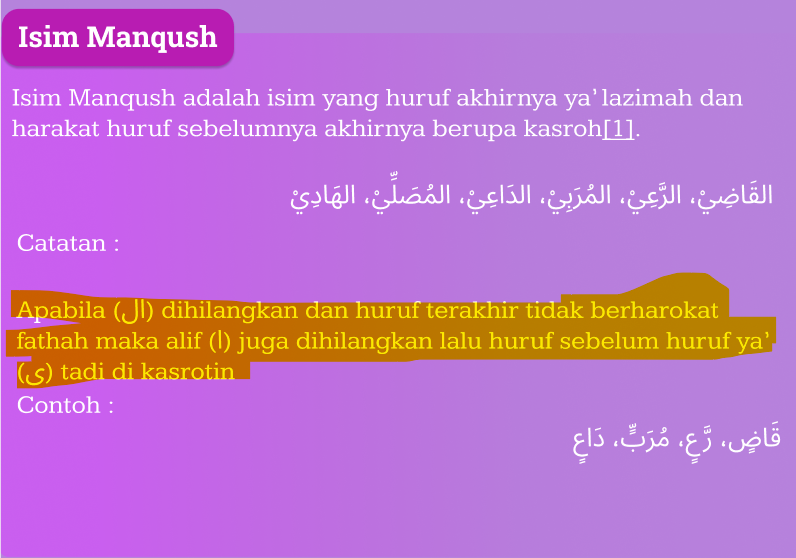 Isim Manqush
Isim Manqush adalah isim yang huruf akhirnya ya' lazimah dan
harakat huruf sebelumnya akhirnya berupa kasroh[1].
القَاضِيْ، الرَّعِيْ، المُرَبِيْ، الدَاعِيْ، المُصَلِّيْ، الهَادِيْ
Catatan :
Apabila (ال) dihilangkan dan huruf terakhir tidak berharokat
fathah maka alif (ا) juga dihilangkan lalu huruf sebelum huruf ya'
(ى) tadi di kasrotin
Contoh :
قَاضٍ، رَّعٍ، مُرَبٍّ، دَاعٍ